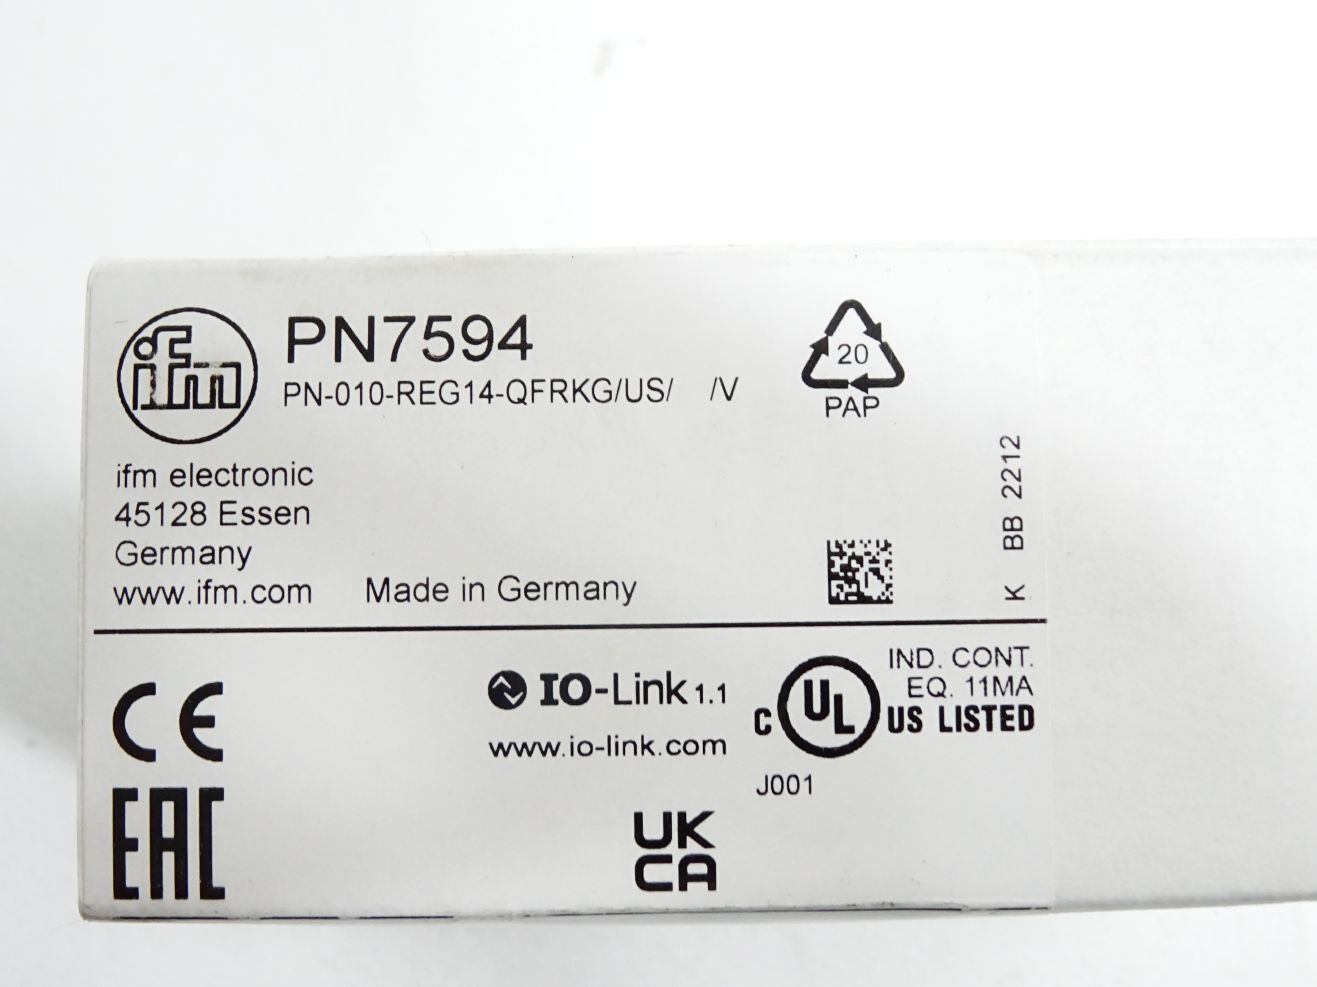 ifm
PN7594
PN-010-REG14-QFRKG/US/ /V
20
PAP
ifm electronic
45128 Essen
Germany
www.ifm.com
Made in Germany
K BB 2212
CE
EAC
IO-Link 1.1
www.io-link.com
UK
CA
C UL US LISTED
IND. CONT.
EQ. 11MA
J001